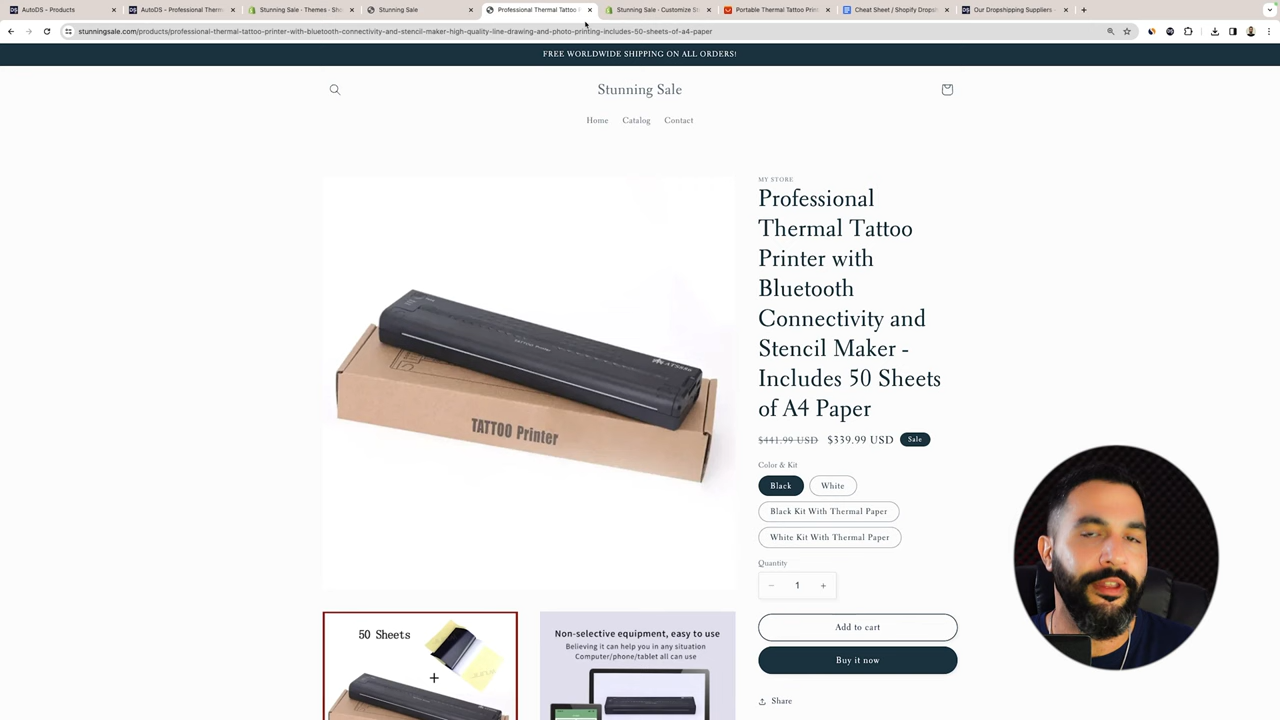 AutoDS - Products
AutoDS - Professional Therm
Stunning Sale - Themes - Sho
Stunning Sale
Professional Thermal Tattoo
Stunning Sale - Customize St
Portable Thermal Tattoo Prin
Cheat Sheet / Shopify Drops
Our Dropshipping Suppliers -
stunningsale.com/products/professional-thermal-tattoo-printer-with-bluetooth-connectivity-and-stencil-maker-high-quality-line-drawing-and-photo-printing-includes-50-sheets-of-a4-paper
FREE WORLDWIDE SHIPPING ON ALL ORDERS!
Stunning Sale
Home Catalog Contact
MY STORE
Professional
Thermal Tattoo
Printer with
Bluetooth
Connectivity and
Stencil Maker -
Includes 50 Sheets
of A4 Paper
$441.99 USD $339.99 USD Sale
Color & Kit
Black White
Black Kit With Thermal Paper
White Kit With Thermal Paper
Quantity
− 1 +
Add to cart
Buy it now
Share
TATTOO Printer
TATTOO Printer
50 Sheets
+
Non-selective equipment, easy to use
Believing it can help you in any situation
Computer/phone/tablet all can use